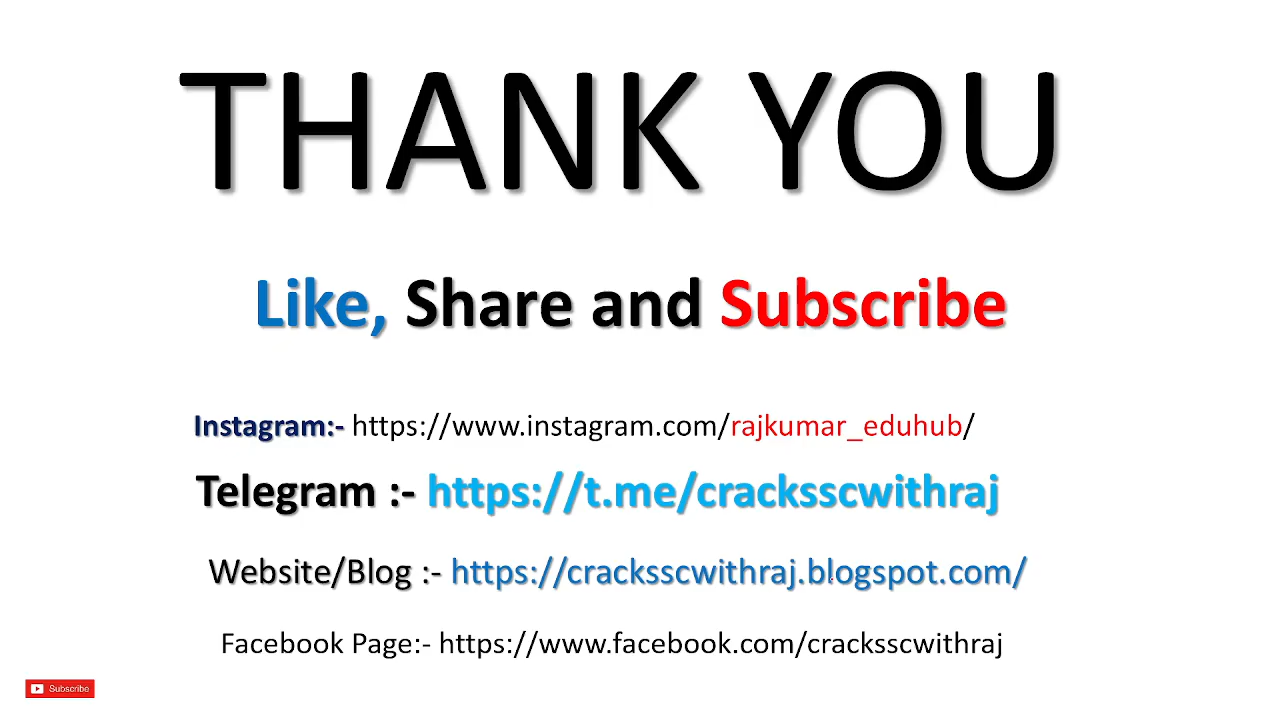 THANK YOU
Like, Share and Subscribe
Instagram:- https://www.instagram.com/rajkumar_eduhub/
Telegram :- https://t.me/cracksscwithraj
Website/Blog :- https://cracksscwithraj.blogspot.com/
Facebook Page:- https://www.facebook.com/cracksscwithraj
Subscribe